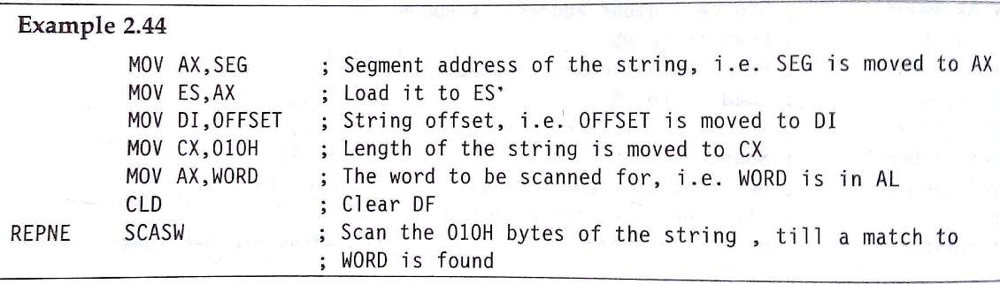 Example 2.44
MOV AX,SEG ; Segment address of the string, i.e. SEG is moved to AX
MOV ES,AX ; Load it to ES
MOV DI,OFFSET ; String offset, i.e. OFFSET is moved to DI
MOV CX,010H ; Length of the string is moved to CX
MOV AX,WORD ; The word to be scanned for, i.e. WORD is in AL
CLD ; Clear DF
REPNE SCASW ; Scan the 010H bytes of the string , till a match to
; WORD is found